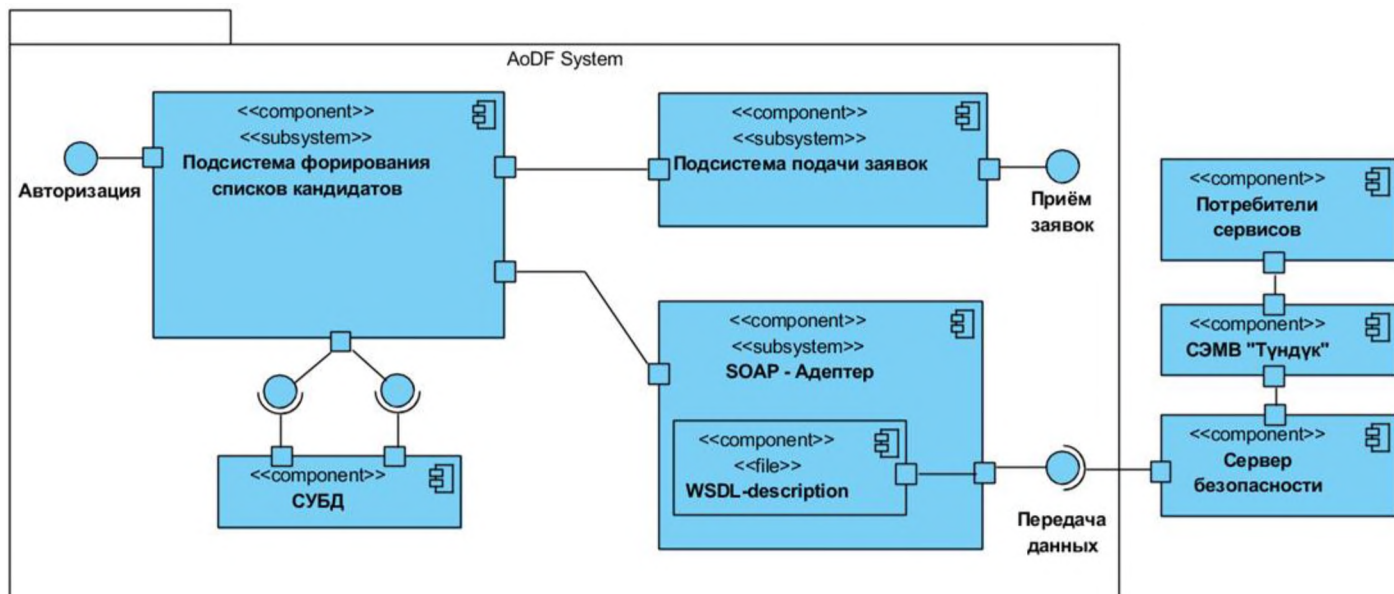 AoDF System
<<component>>
<<subsystem>>
Подсистема форирования
списков кандидатов
Авторизация
<<component>>
<<subsystem>>
Подсистема подачи заявок
Приём
заявок
<<component>>
Потребители
сервисов
<<component>>
СЭМВ "Түндүк"
<<component>>
Сервер
безопасности
<<component>>
<<subsystem>>
SOAP - Адептер
<<component>>
<<file>>
WSDL-description
Передача
данных
<<component>>
СУБД